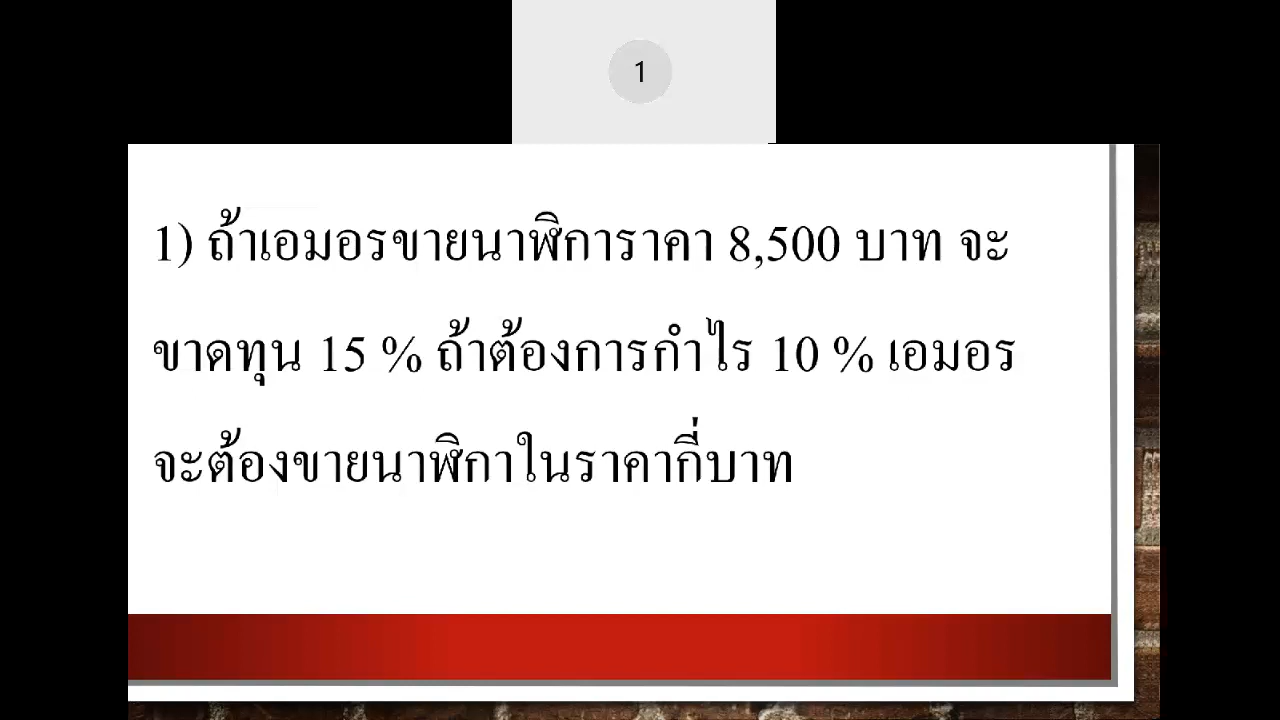 1
1) ถ้าเอมอรขายนาฬิการาคา 8,500 บาท จะ
ขาดทุน 15 % ถ้าต้องการกำไร 10 % เอมอร
จะต้องขายนาฬิกาในราคากี่บาท